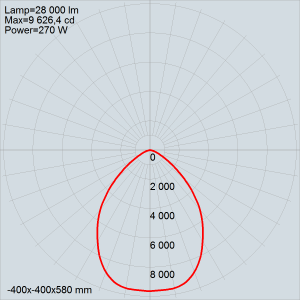 Lamp=28 000 lm
Max=9 626,4 cd
Power=270 W
0
2 000
4 000
6 000
8 000
-400x-400x580 mm